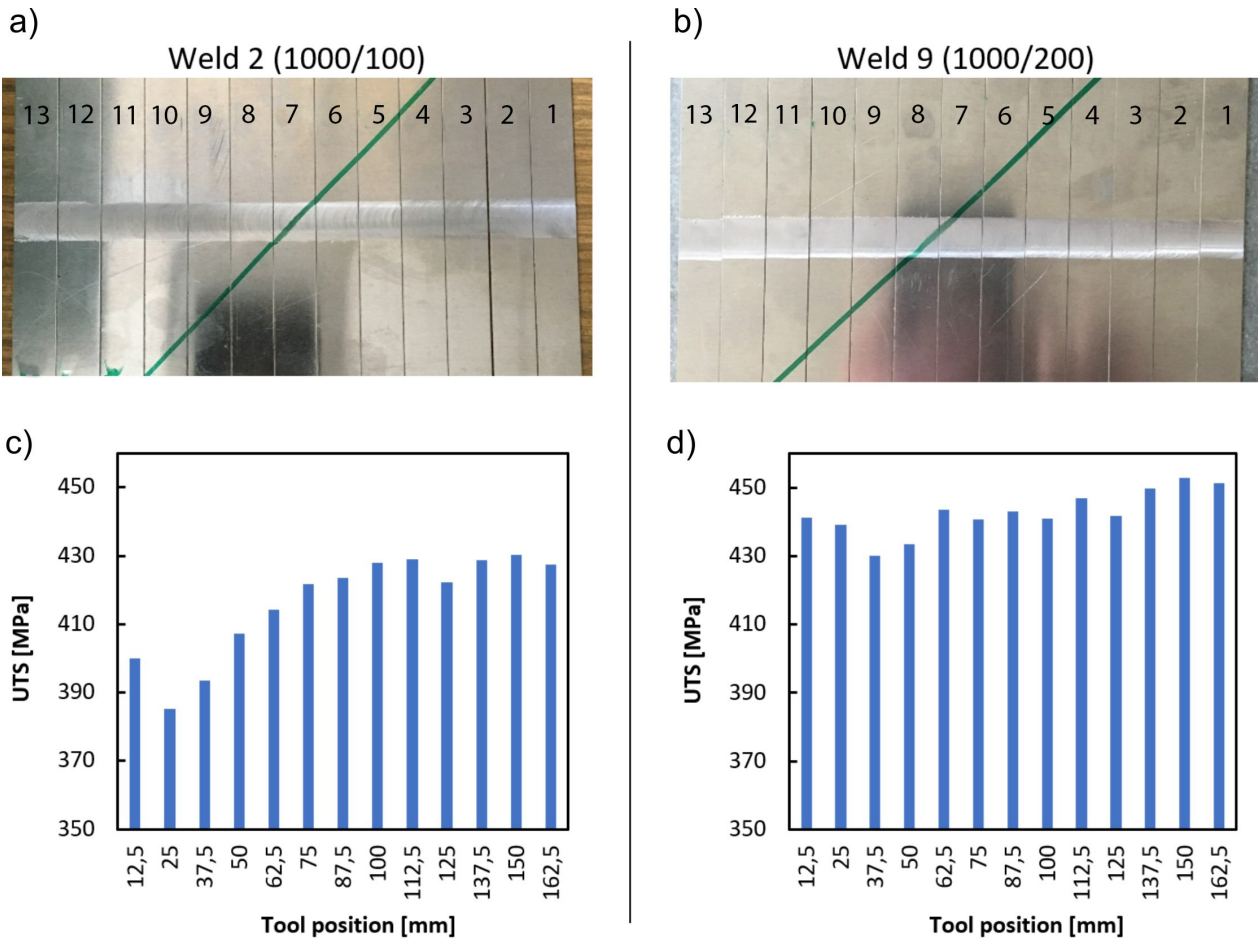 a)
Weld 2 (1000/100)
13 12 11 10 9 8 7 6 5 4 3 2 1
b)
Weld 9 (1000/200)
13 12 11 10 9 8 7 6 5 4 3 2 1
c)
450
430
410
390
370
350
UTS [MPa]
12,5 25 37,5 50 62,5 75 87,5 100 112,5 125 137,5 150 162,5
Tool position [mm]
d)
450
430
410
390
370
350
UTS [MPa]
12,5 25 37,5 50 62,5 75 87,5 100 112,5 125 137,5 150 162,5
Tool position [mm]